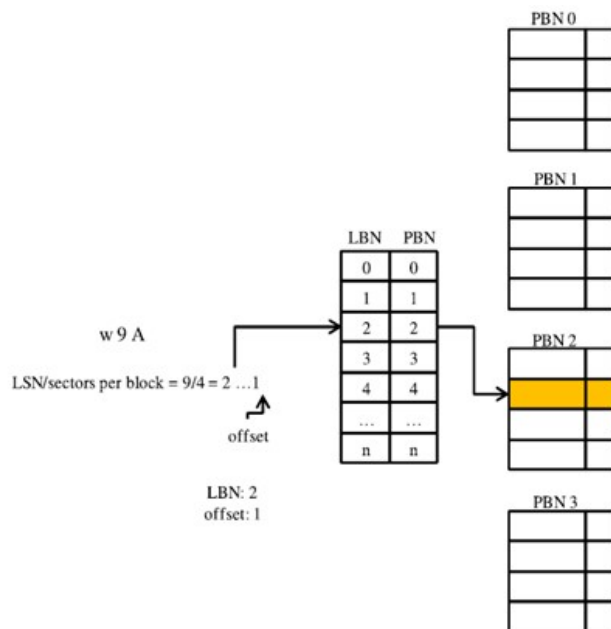 PBN 0
PBN 1
LBN PBN
0 0
1 1
2 2
3 3
4 4
... ...
n n
w 9 A
LSN/sectors per block = 9/4 = 2 ...1
offset
LBN: 2
offset: 1
PBN 2
PBN 3